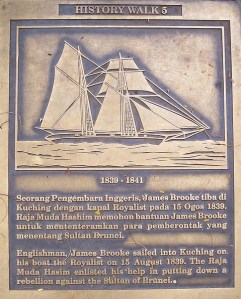 HISTORY WALK 5
1839 - 1841
Seorang Pengembara Inggeris, James Brooke tiba di
Kuching dengan kapal Royalist pada 15 Ogos 1839.
Raja Muda Hashim memohon bantuan James Brooke
untuk mententeramkan para pemberontak yang
menentang Sultan Brunei.
Englishman, James Brooke sailed into Kuching on
his boat the Royalist on 15 August 1839. The Raja
Muda Hasim enlisted his help in putting down a
rebellion against the Sultan of Brunei.